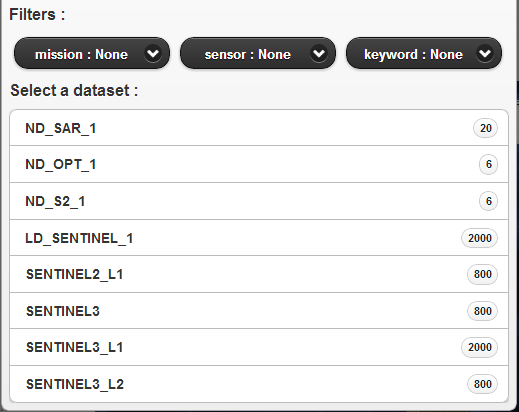 Filters :
mission : None sensor : None keyword : None
Select a dataset :
ND_SAR_1 20
ND_OPT_1 6
ND_S2_1 6
LD_SENTINEL_1 2000
SENTINEL2_L1 800
SENTINEL3 800
SENTINEL3_L1 2000
SENTINEL3_L2 800